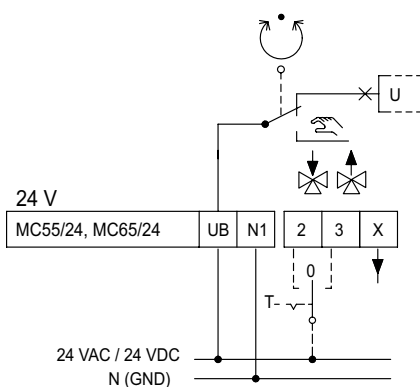 U
24 V
MC55/24, MC65/24 UB N1 2 3 X
0
T
24 VAC / 24 VDC
N (GND)